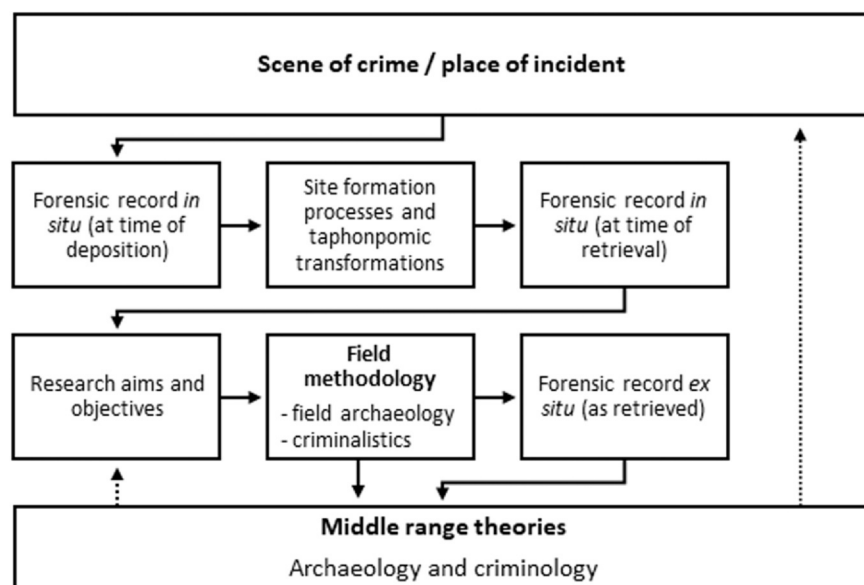 Scene of crime / place of incident
Forensic record in
situ (at time of
deposition)
Site formation
processes and
taphonpomic
transformations
Forensic record in
situ (at time of
retrieval)
Research aims and
objectives
Field
methodology
- field archaeology
- criminalistics
Forensic record ex
situ (as retrieved)
Middle range theories
Archaeology and criminology